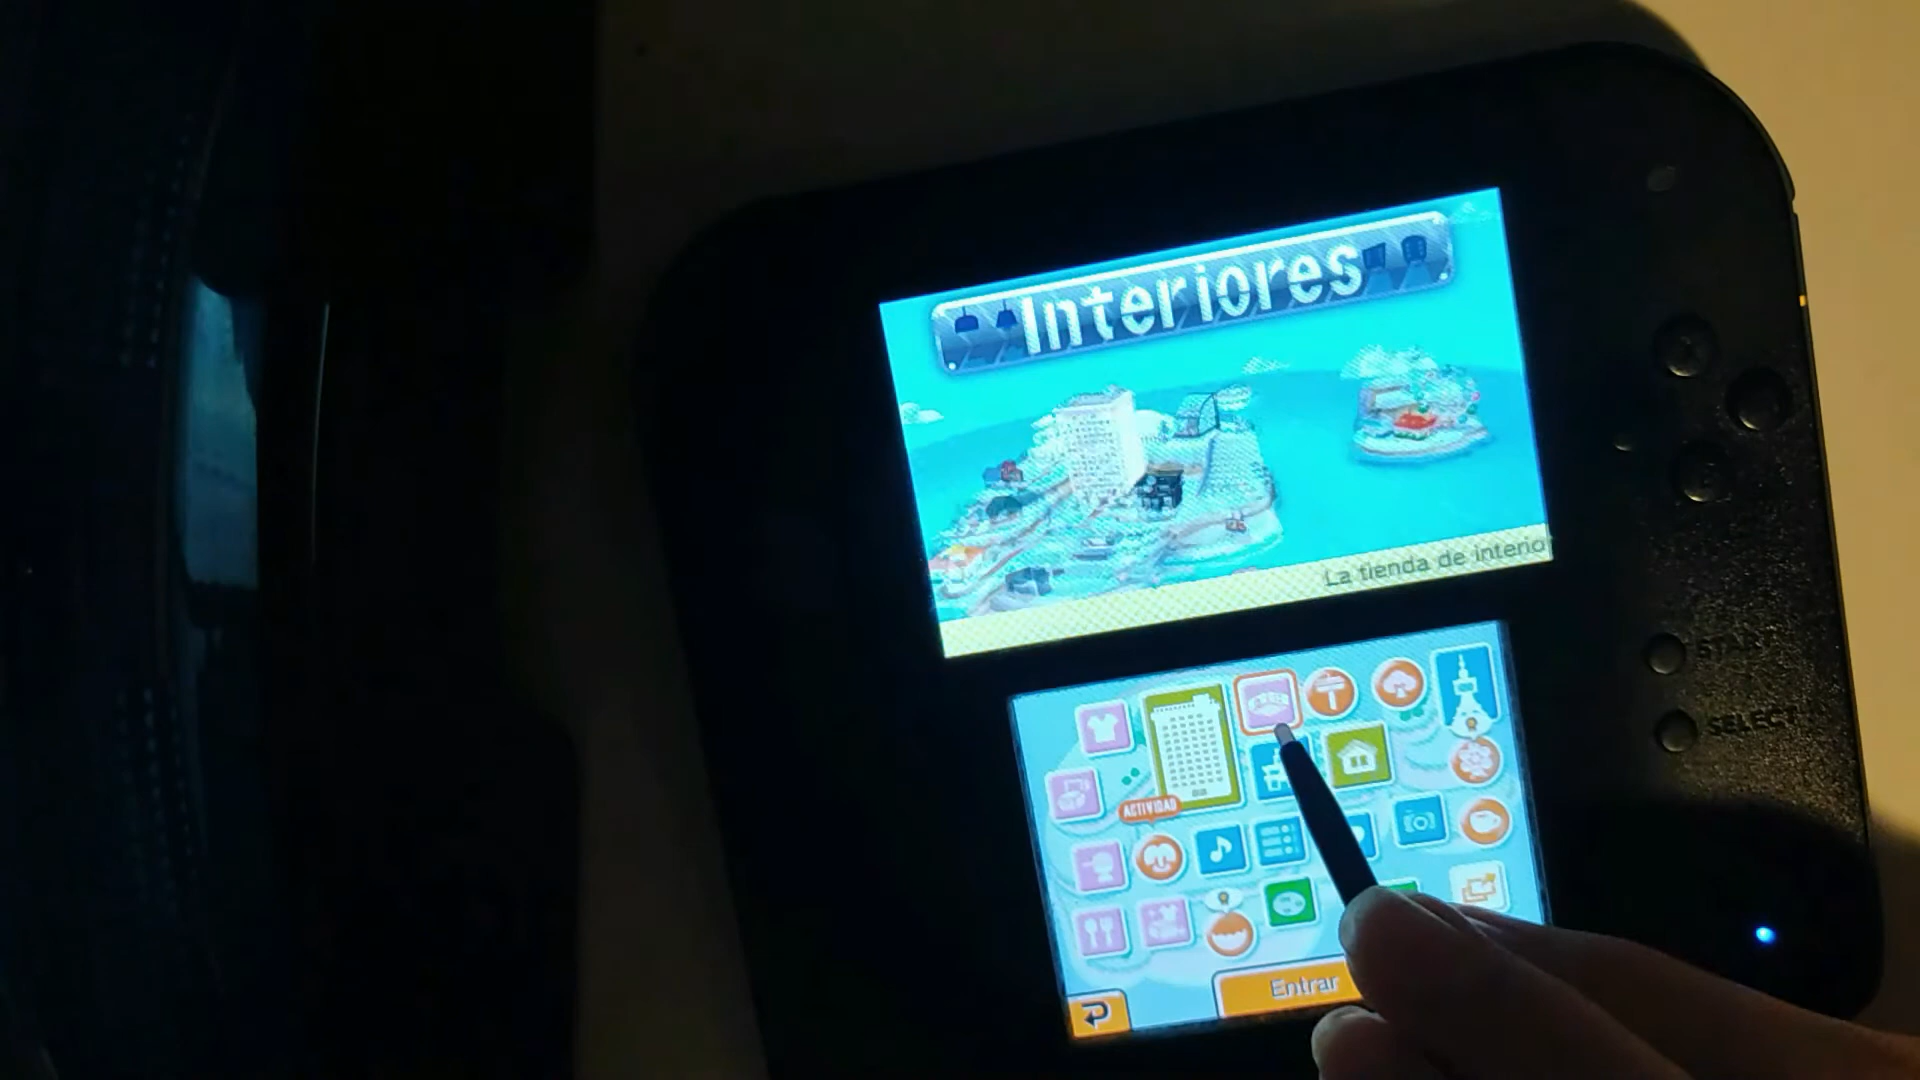 Interiores
La tienda de interio
ACTIVIDAD
Entrar
START
SELECT